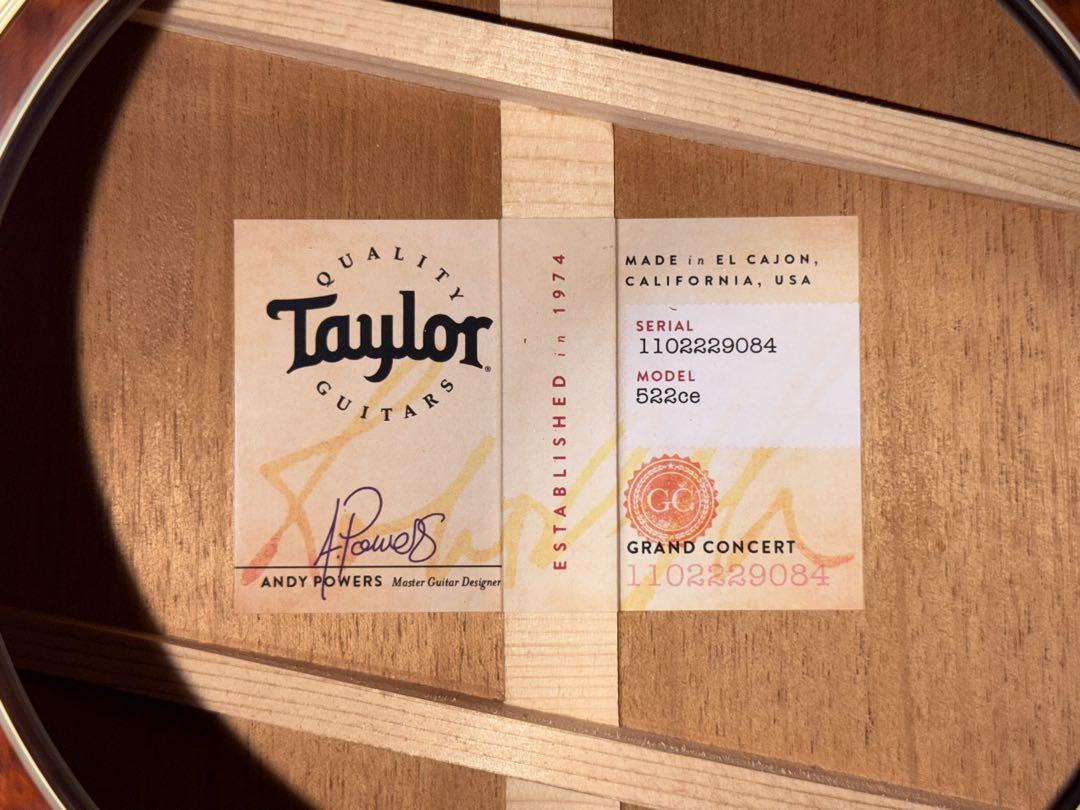 QUALITY
Taylor
GUITARS
A. Powers
ANDY POWERS Master Guitar Designer
ESTABLISHED in 1974
MADE in EL CAJON,
CALIFORNIA, USA
SERIAL
1102229084
MODEL
522ce
GC
GRAND CONCERT
1102229084